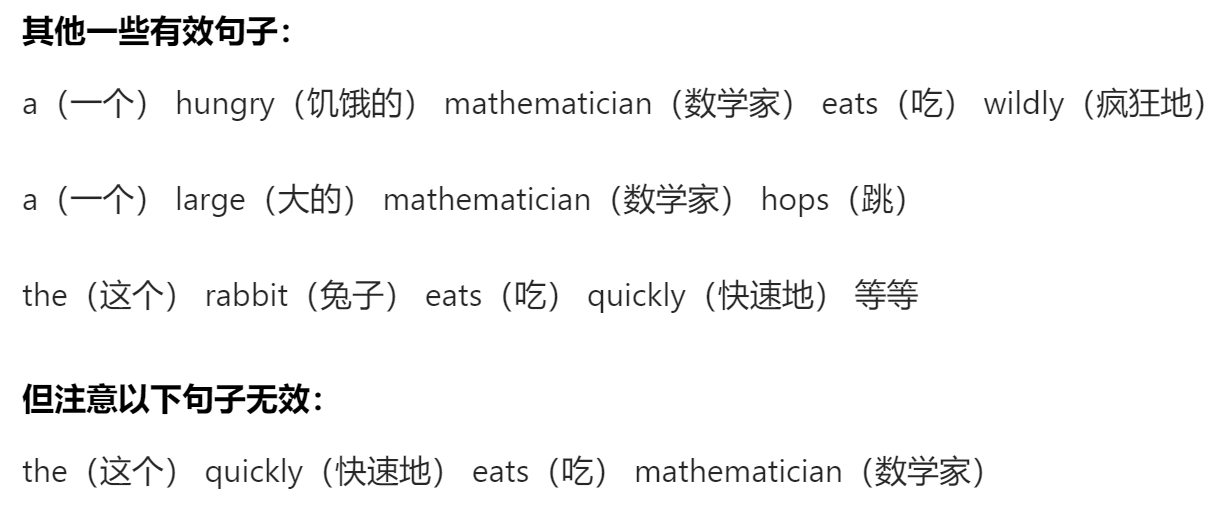 其他一些有效句子：
a（一个） hungry（饥饿的） mathematician（数学家） eats（吃） wildly（疯狂地）
a（一个） large（大的） mathematician（数学家） hops（跳）
the（这个） rabbit（兔子） eats（吃） quickly（快速地） 等等
但注意以下句子无效：
the（这个） quickly（快速地） eats（吃） mathematician（数学家）